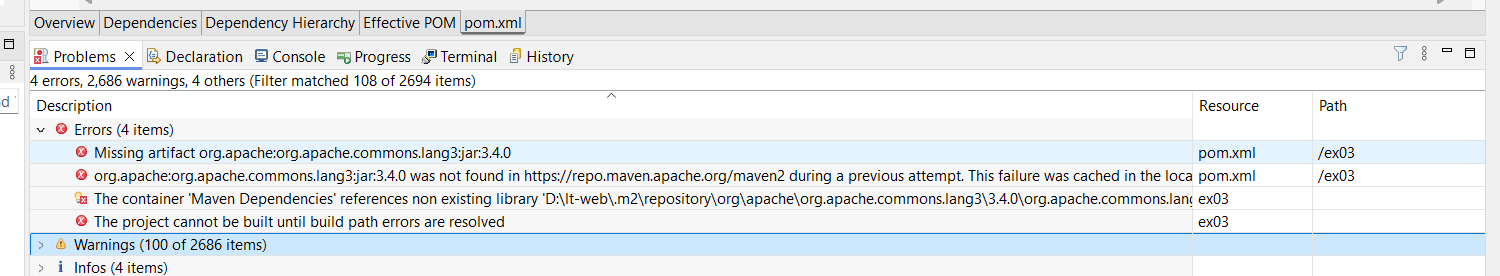 Overview Dependencies Dependency Hierarchy Effective POM pom.xml
Problems Declaration Console Progress Terminal History
4 errors, 2,686 warnings, 4 others (Filter matched 108 of 2694 items)
Description Resource Path
Errors (4 items)
Missing artifact org.apache:org.apache.commons.lang3:jar:3.4.0 pom.xml /ex03
org.apache:org.apache.commons.lang3:jar:3.4.0 was not found in https://repo.maven.apache.org/maven2 during a previous attempt. This failure was cached in the loca pom.xml /ex03
The container 'Maven Dependencies' references non existing library 'D:\lt-web\.m2\repository\org\apache\org.apache.commons.lang3\3.4.0\org.apache.commons.lang ex03
The project cannot be built until build path errors are resolved ex03
Warnings (100 of 2686 items)
Infos (4 items)